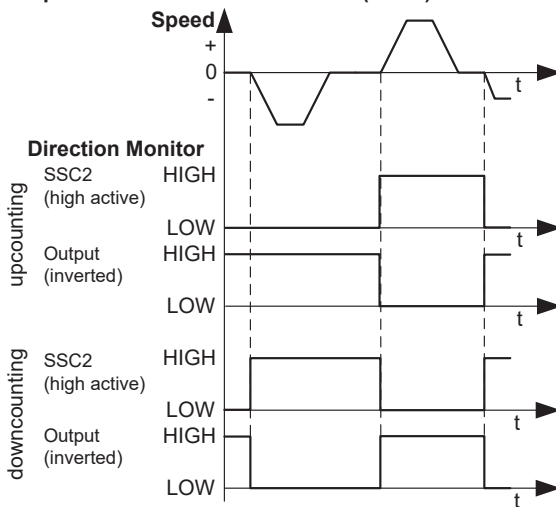 Speed
+
0
-
t
Direction Monitor
upcounting
SSC2
(high active)
HIGH
LOW
t
Output
(inverted)
HIGH
LOW
t
downcounting
SSC2
(high active)
HIGH
LOW
t
Output
(inverted)
HIGH
LOW
t